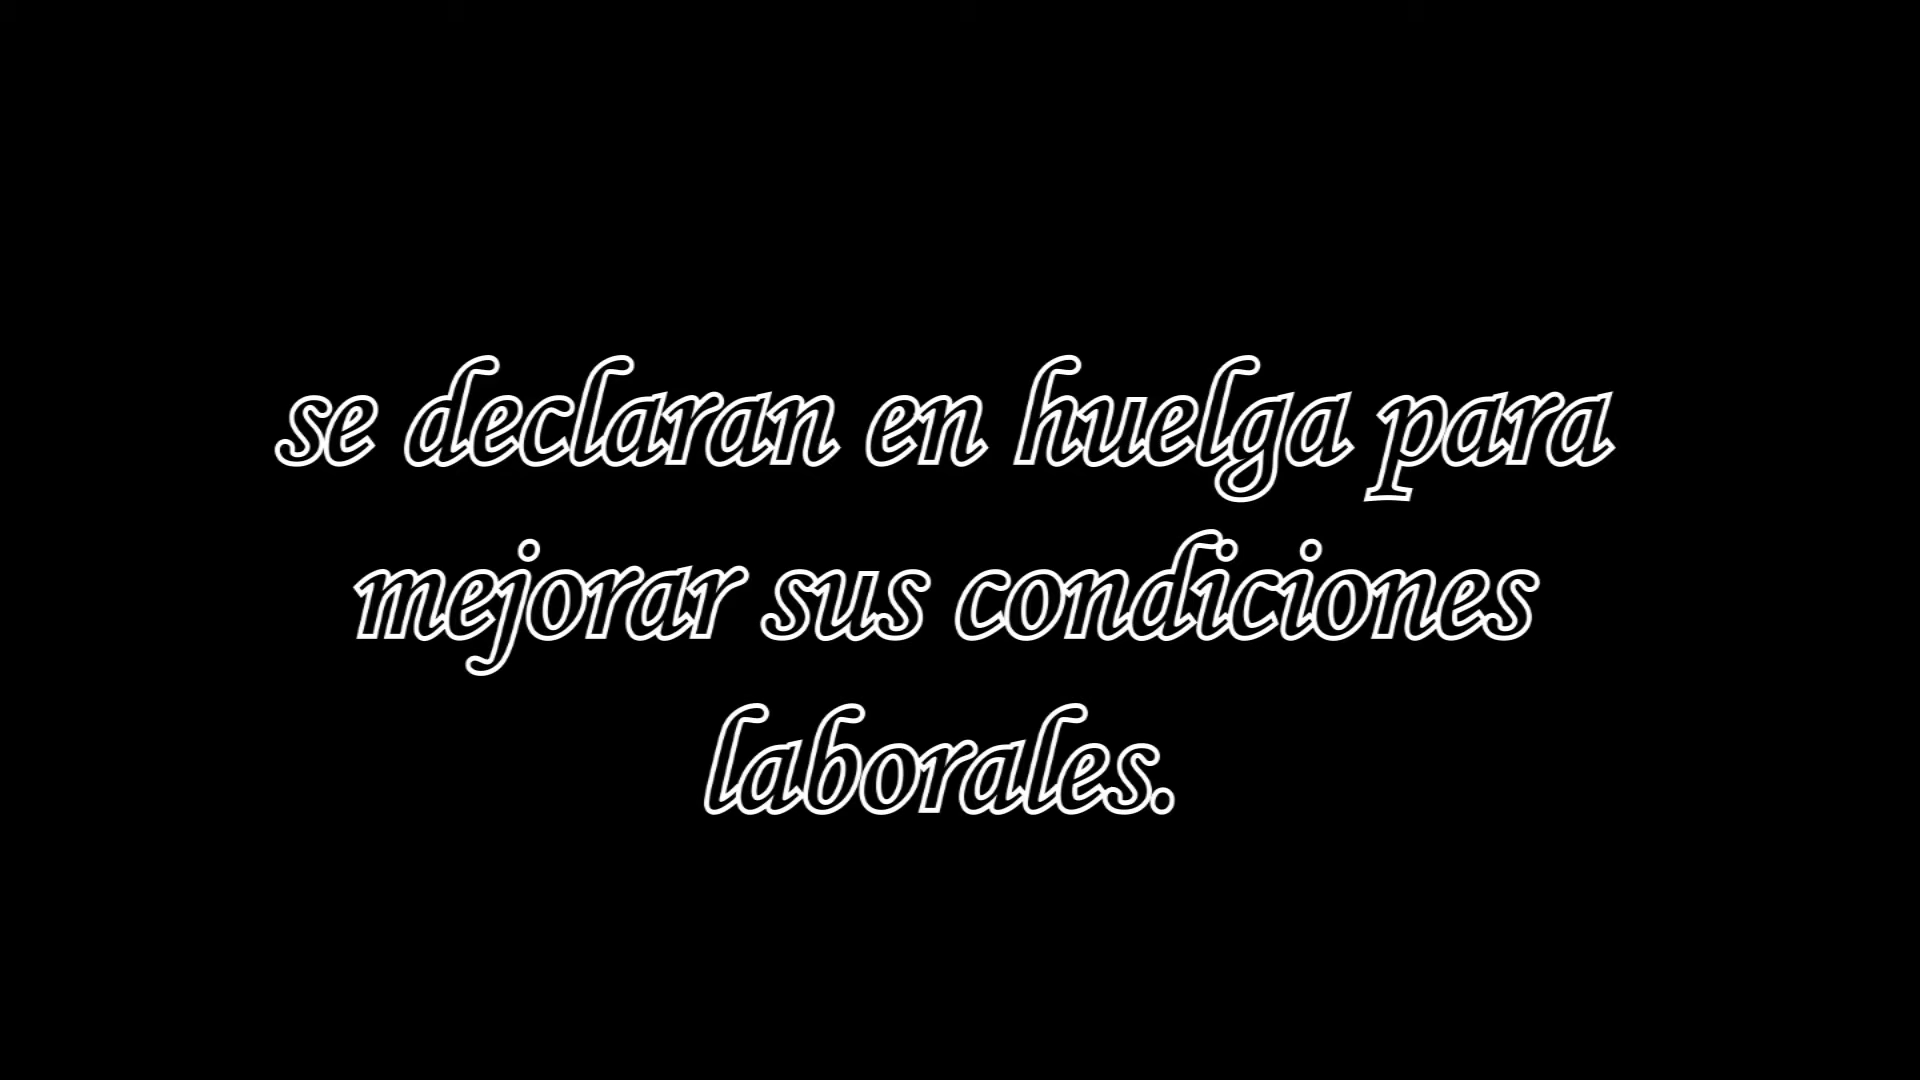 se declaran en huelga para
mejorar sus condiciones
laborales.